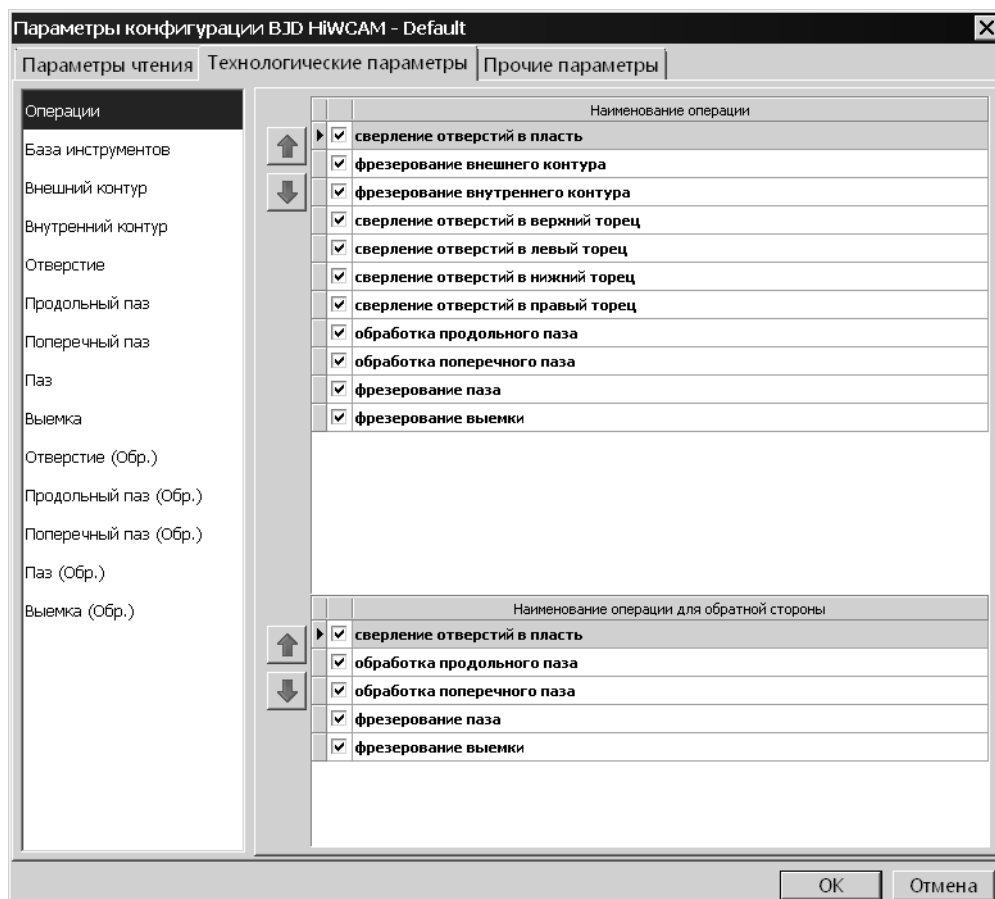 Параметры конфигурации BJD HiWCAM - Default
Параметры чтения
Технологические параметры
Прочие параметры
Операции
База инструментов
Внешний контур
Внутренний контур
Отверстие
Продольный паз
Поперечный паз
Паз
Выемка
Отверстие (Обр.)
Продольный паз (Обр.)
Поперечный паз (Обр.)
Паз (Обр.)
Выемка (Обр.)
Наименование операции
сверление отверстий в пласть
фрезерование внешнего контура
фрезерование внутреннего контура
сверление отверстий в верхний торец
сверление отверстий в левый торец
сверление отверстий в нижний торец
сверление отверстий в правый торец
обработка продольного паза
обработка поперечного паза
фрезерование паза
фрезерование выемки
Наименование операции для обратной стороны
сверление отверстий в пласть
обработка продольного паза
обработка поперечного паза
фрезерование паза
фрезерование выемки
OK
Отмена